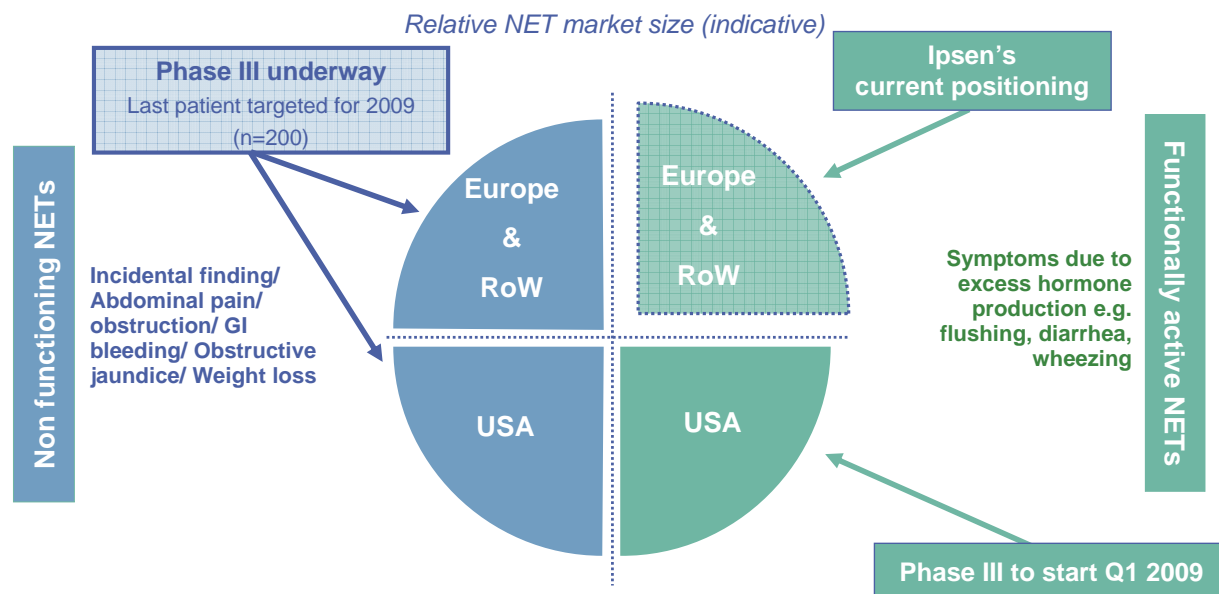 Relative NET market size (indicative)
Phase III underway
Last patient targeted for 2009
(n=200)
Ipsen's
current positioning
Non functioning NETs
Incidental finding/
Abdominal pain/
obstruction/ GI
bleeding/ Obstructive
jaundice/ Weight loss
Europe
&
RoW
Europe
&
RoW
Symptoms due to
excess hormone
production e.g.
flushing, diarrhea,
wheezing
Functionally active NETs
USA
USA
Phase III to start Q1 2009